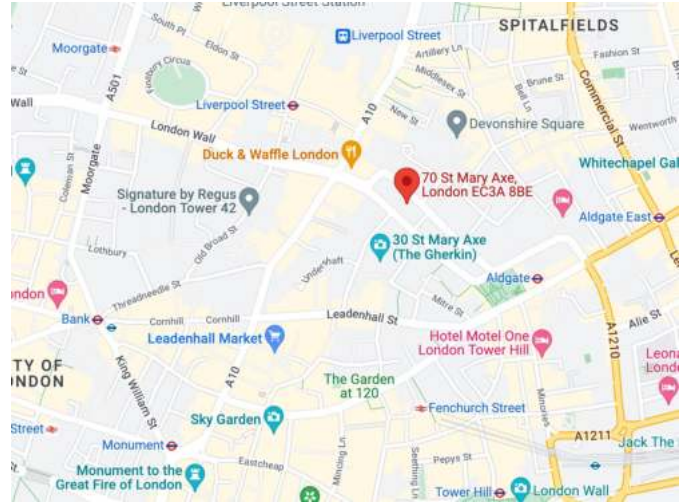 Liverpool Street Station
SPITALFIELDS
South Pl
Eldon St
Moorgate
Liverpool Street
Artillery Ln
Fashion St
Finsbury Circus
A501
Middlesex St
Brune St
Bell Ln
Commercial St
Wall
Liverpool Street
A10
New St
Devonshire Square
Wentworth
London Wall
Duck & Waffle London
Whitechapel Gal
Coleman St
Moorgate
Signature by Regus
- London Tower 42
70 St Mary Axe,
London EC3A 8BE
Aldgate East
Old Broad St
30 St Mary Axe
(The Gherkin)
Lothbury
Undershaft
Aldgate
Threadneedle St
Mitre St
ondon
Leadenhall St
Bank
Cornhill
Cornhill
Alie St
A1210
Leadenhall Market
Hotel Motel One
London Tower Hill
TY OF
ONDON
King William St
A10
Leona
Londo
The Garden
at 120
Minories
Sky Garden
Fenchurch Street
Street
A1211
Monument
Mincing Ln
Jack The
Eastcheap
Seething Ln
Pepys St
Monument to the
Great Fire of London
Tower Hill
London Wall